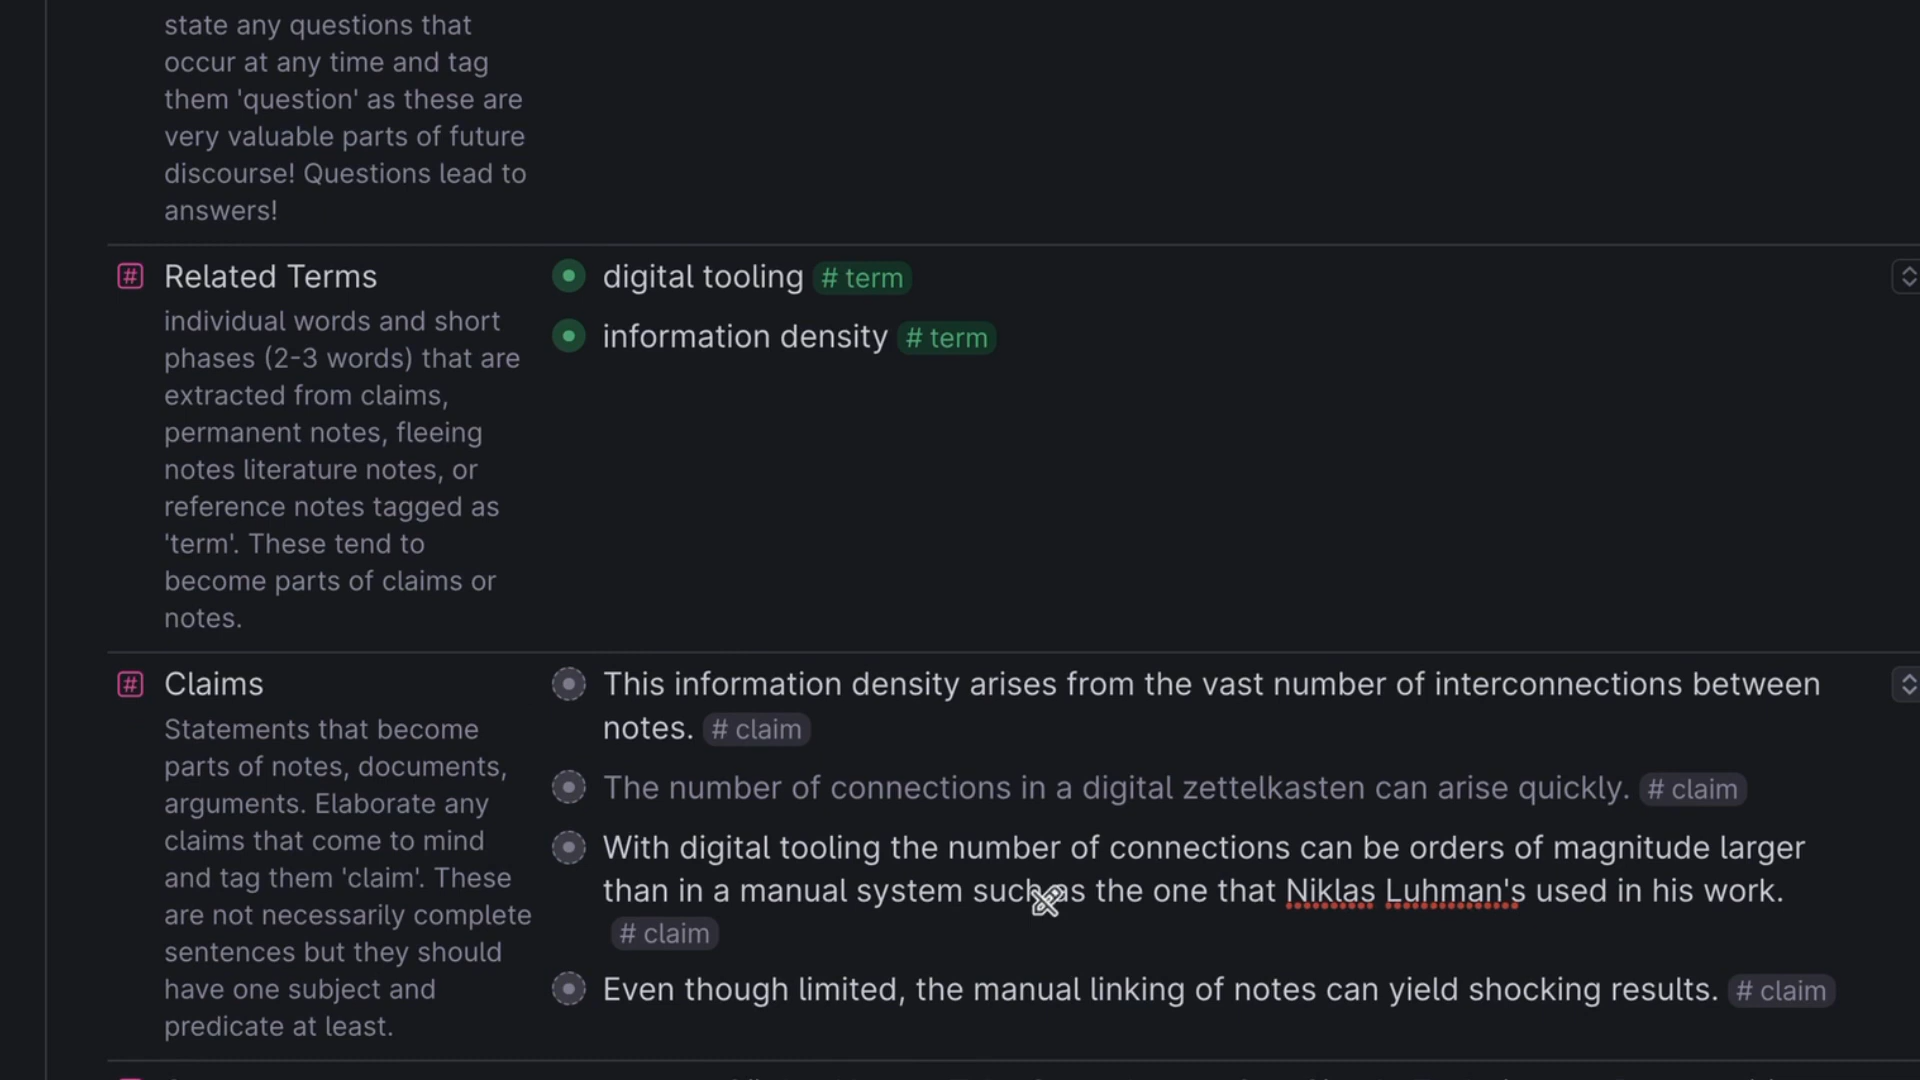 state any questions that
occur at any time and tag
them 'question' as these are
very valuable parts of future
discourse! Questions lead to
answers!
Related Terms
individual words and short
phases (2-3 words) that are
extracted from claims,
permanent notes, fleeing
notes literature notes, or
reference notes tagged as
'term'. These tend to
become parts of claims or
notes.
digital tooling # term
information density # term
Claims
Statements that become
parts of notes, documents,
arguments. Elaborate any
claims that come to mind
and tag them 'claim'. These
are not necessarily complete
sentences but they should
have one subject and
predicate at least.
This information density arises from the vast number of interconnections between
notes. # claim
The number of connections in a digital zettelkasten can arise quickly. # claim
With digital tooling the number of connections can be orders of magnitude larger
than in a manual system such as the one that Niklas Luhman's used in his work.
# claim
Even though limited, the manual linking of notes can yield shocking results. # claim